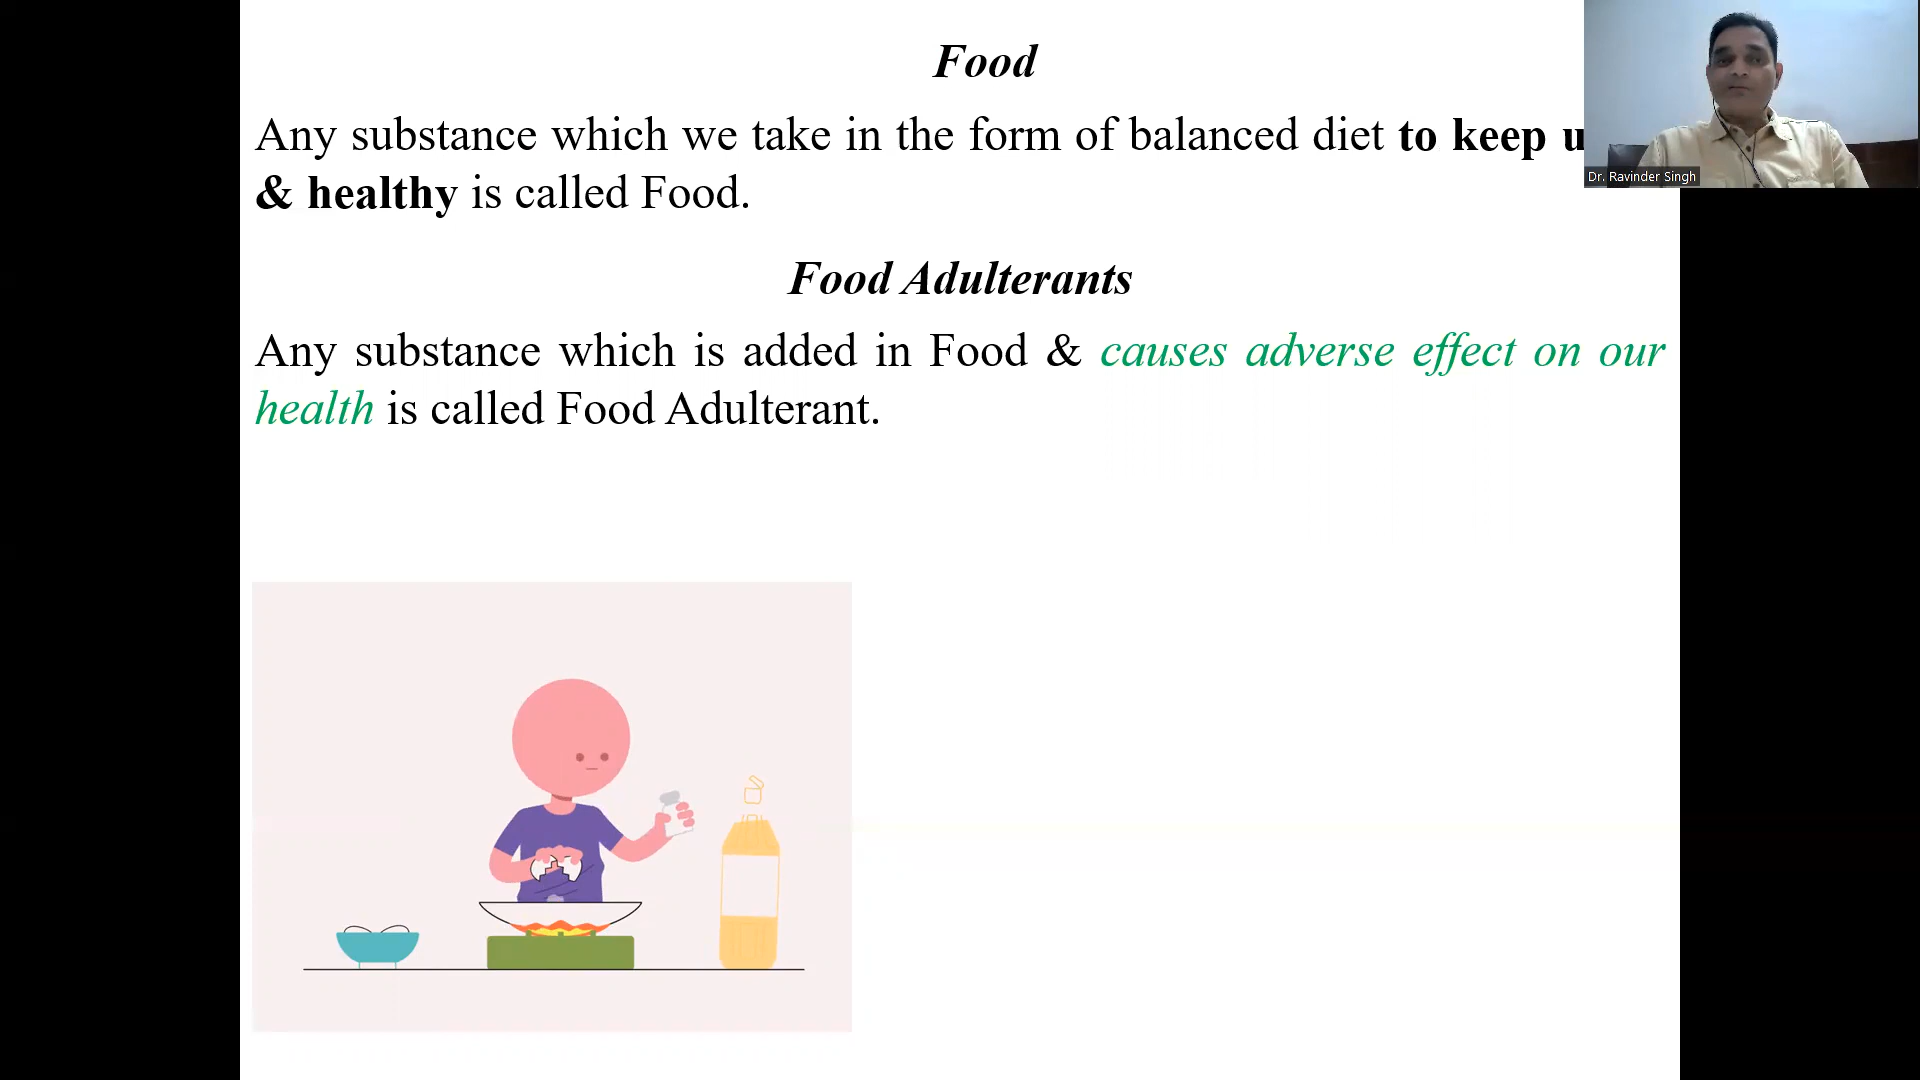 Food
Any substance which we take in the form of balanced diet to keep
& healthy is called Food.
Food Adulterants
Any substance which is added in Food & causes adverse effect on our
health is called Food Adulterant.
Dr. Ravinder Singh